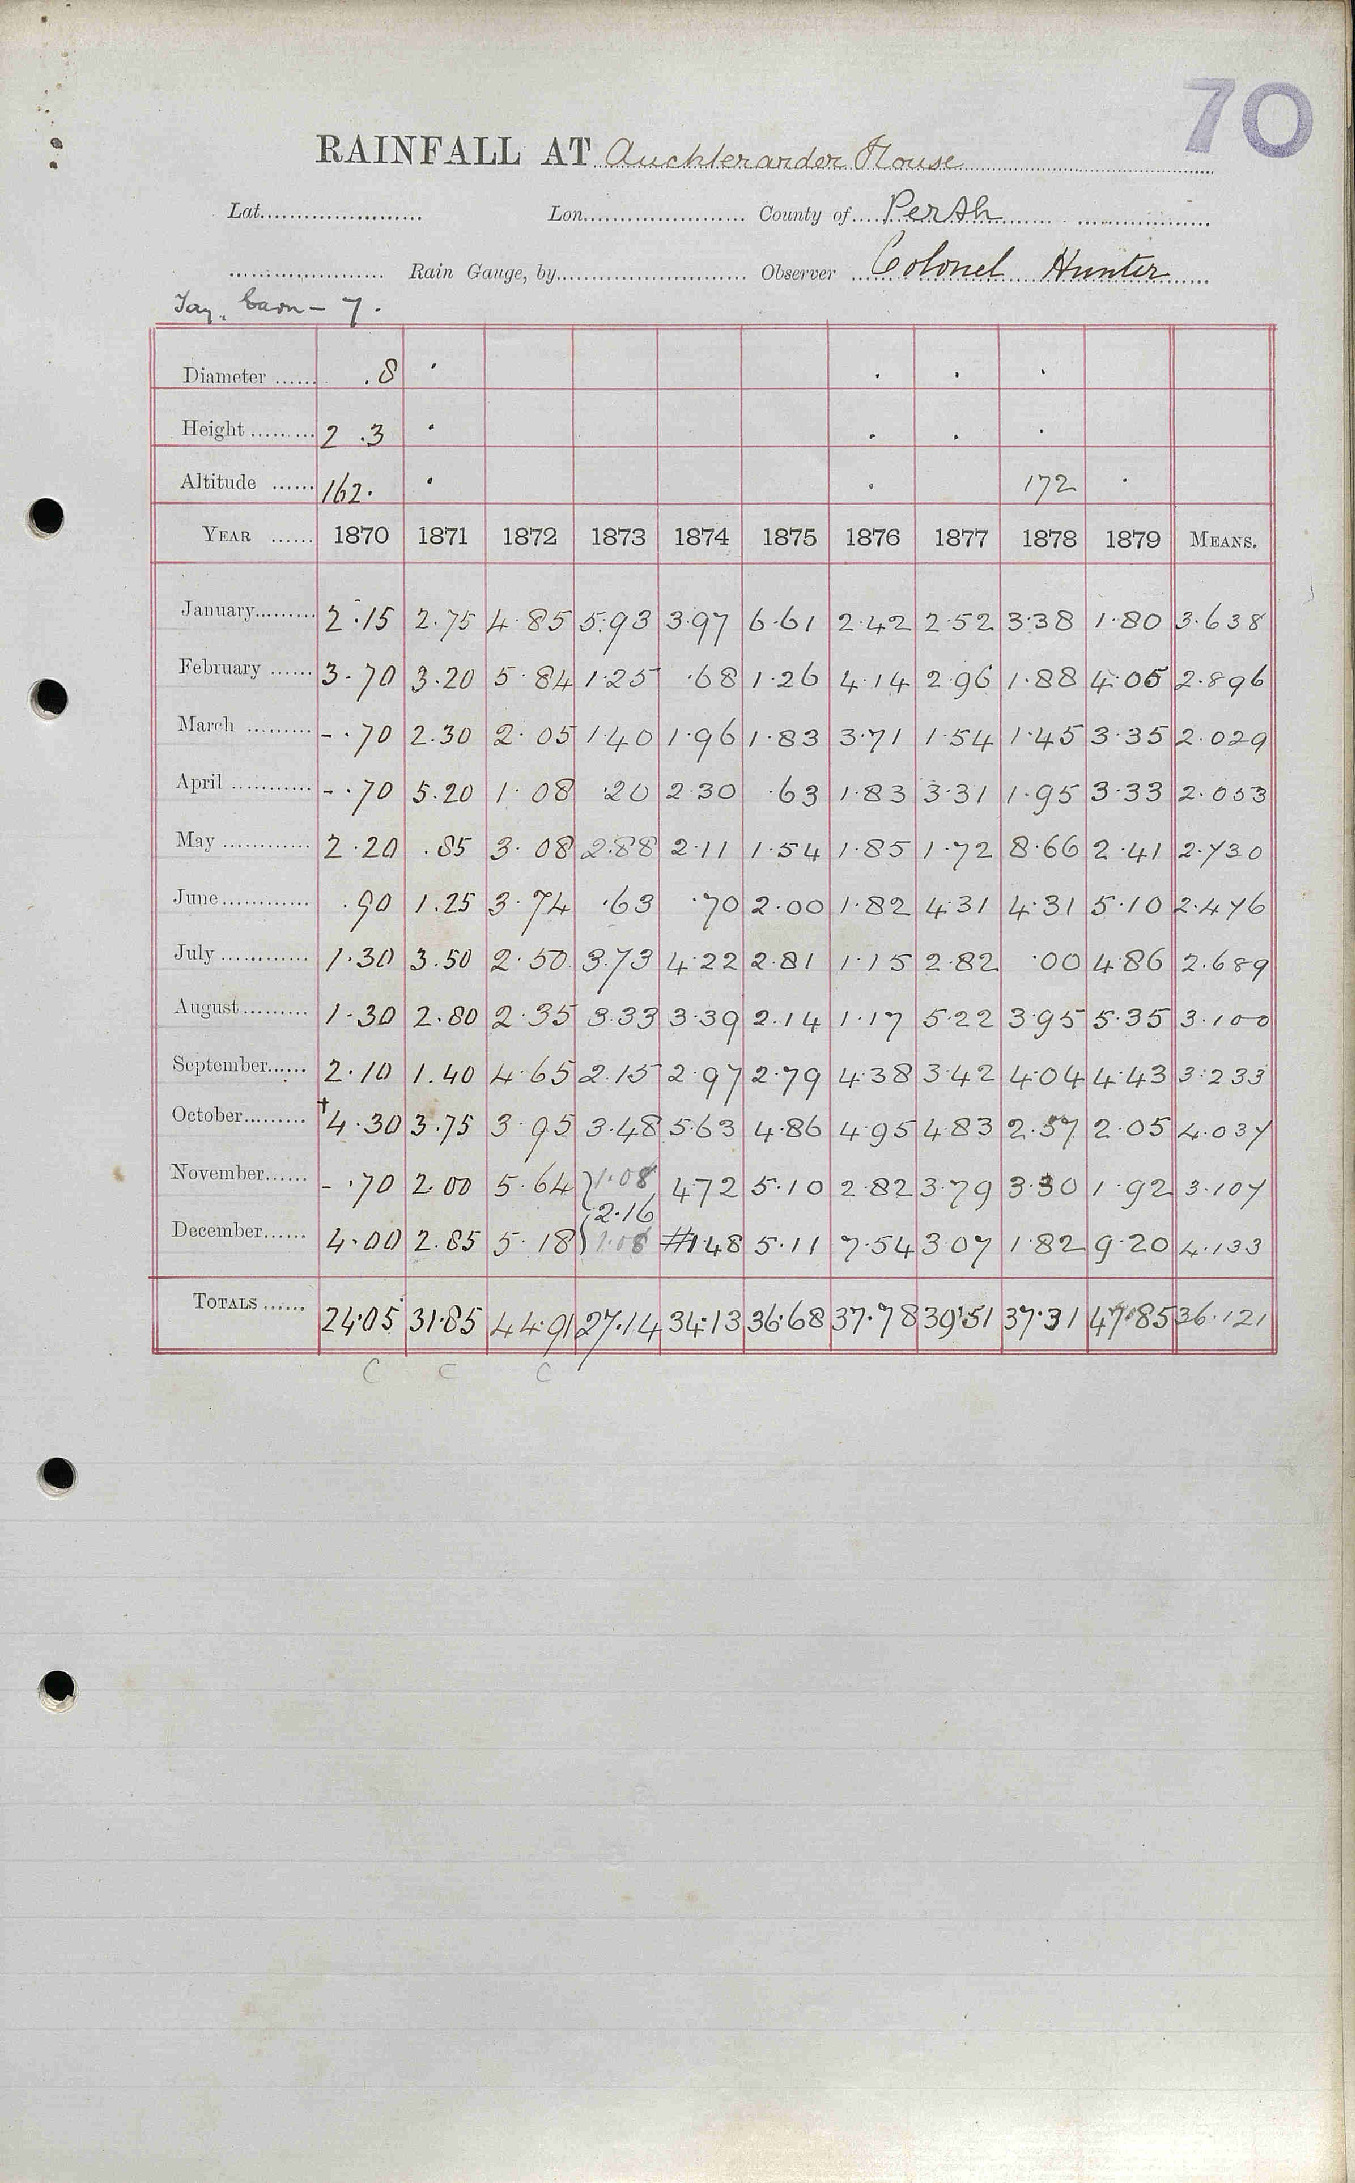 70
RAINFALL AT Auchterarder House
Lat. Lon. County of Perth
Rain Gauge, by Observer Colonel Hunter
Tay. 7.
Diameter .8
Height 2 .3
Altitude 162. 172
YEAR 1870 1871 1872 1873 1874 1875 1876 1877 1878 1879 MEANS.
January 2.15 2.75 4.85 5.93 3.97 6.61 2.42 2.52 3.38 1.80 3.638
February 3.70 3.20 5.84 1.25 .68 1.26 4.14 2.96 1.88 4.05 2.896
March -.70 2.30 2.05 1.40 1.96 1.83 3.71 1.54 1.45 3.35 2.029
April -.70 5.20 1.08 .20 2.30 .63 1.83 3.31 1.95 3.33 2.053
May 2.20 .85 3.08 2.88 2.11 1.54 1.85 1.72 8.66 2.41 2.730
June .90 1.25 3.74 .63 .70 2.00 1.82 4.31 4.31 5.10 2.476
July 1.30 3.50 2.50 3.73 4.22 2.81 1.15 2.82 .00 4.86 2.689
August 1.30 2.80 2.35 3.33 3.39 2.14 1.17 5.22 3.95 5.35 3.100
September 2.10 1.40 4.65 2.15 2.97 2.79 4.38 3.42 4.04 4.43 3.233
October †4.30 3.75 3.95 3.48 5.63 4.86 4.95 4.83 2.57 2.05 4.037
November -.70 2.00 5.64 1.08 4.72 5.10 2.82 3.79 3.30 1.92 3.107
2.16
December 4.00 2.85 5.18 1.08 #1.48 5.11 7.54 3.07 1.82 9.20 4.133
TOTALS 24.05 31.85 44.91 27.14 34.13 36.68 37.78 39.51 37.31 47.85 36.121
C C C